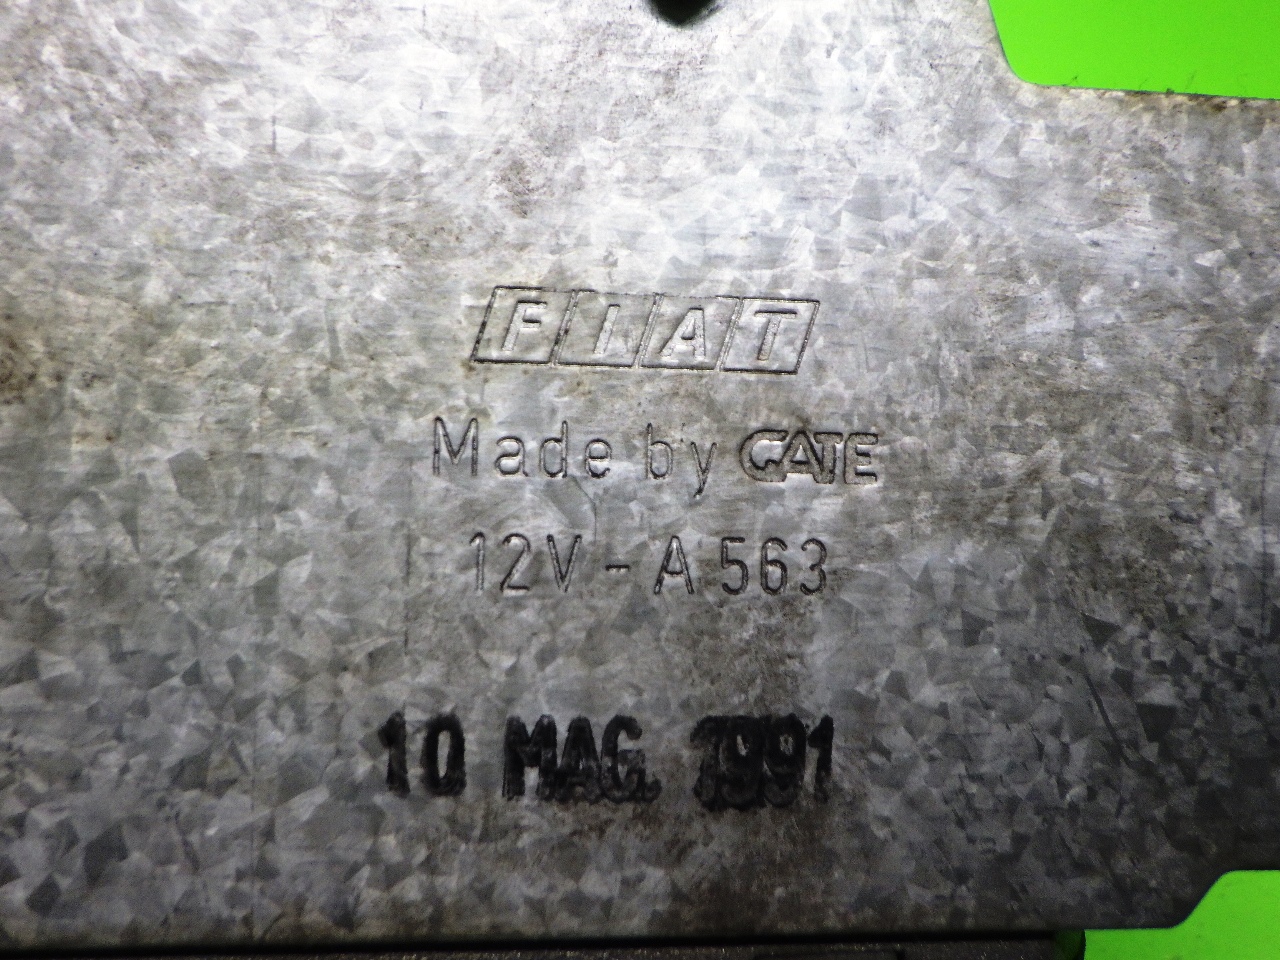 FIAT
Made by GATE
12V - A 563
10 MAG. 1991